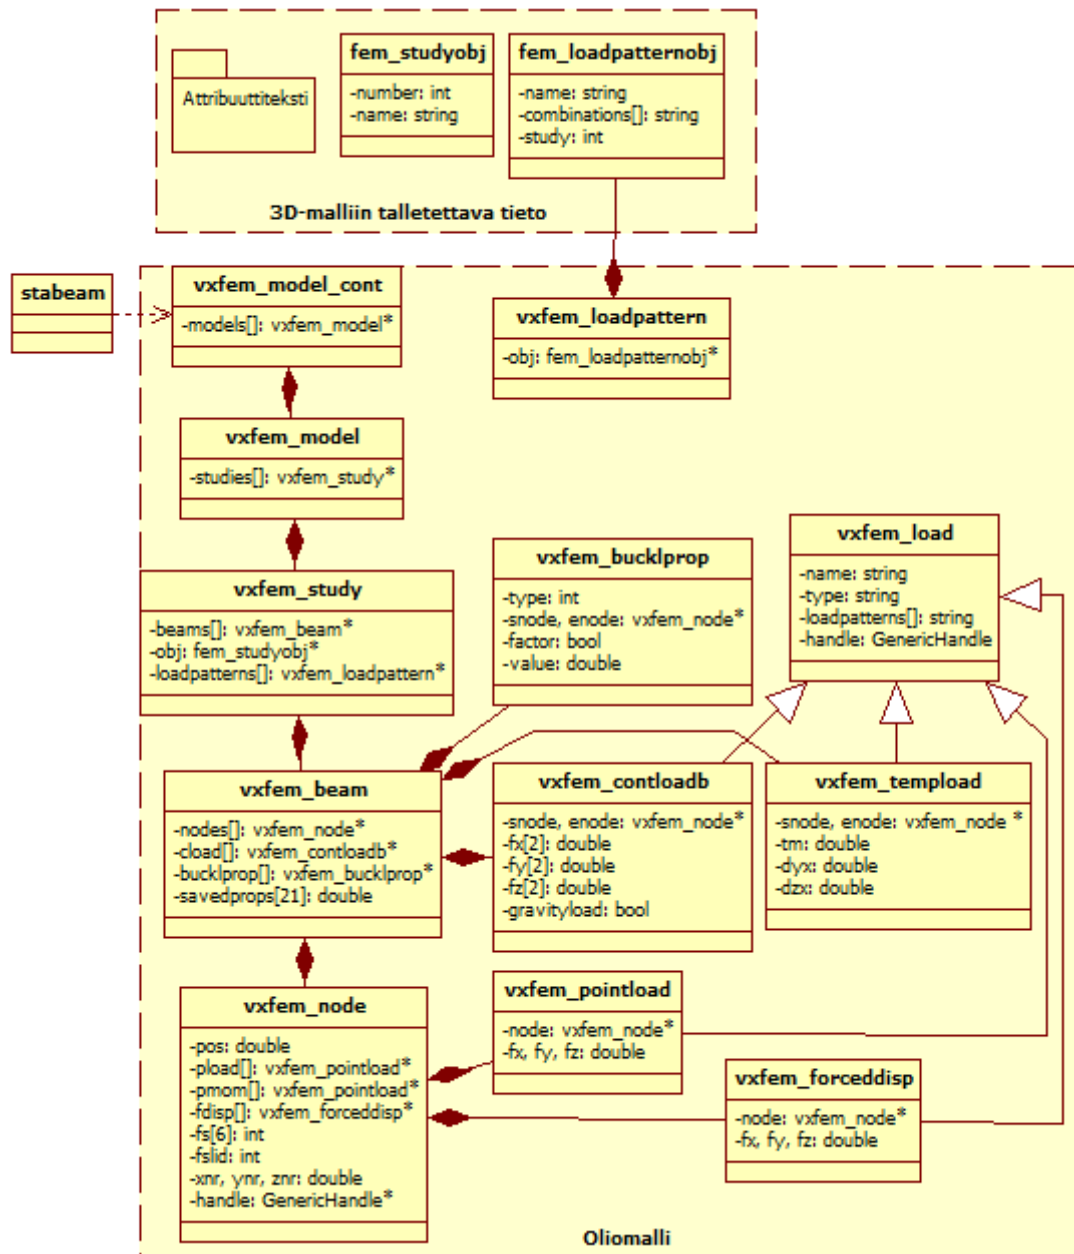 Attribuuttiteksti
fem_studyobj
-number: int
-name: string
fem_loadpatternobj
-name: string
-combinations[]: string
-study: int
3D-malliin talletettava tieto
stabeam
vxfem_model_cont
-models[]: vxfem_model*
vxfem_loadpattern
-obj: fem_loadpatternobj*
vxfem_model
-studies[]: vxfem_study*
vxfem_study
-beams[]: vxfem_beam*
-obj: fem_studyobj*
-loadpatterns[]: vxfem_loadpattern*
vxfem_bucklprop
-type: int
-snode, enode: vxfem_node*
-factor: bool
-value: double
vxfem_load
-name: string
-type: string
-loadpatterns[]: string
-handle: GenericHandle
vxfem_beam
-nodes[]: vxfem_node*
-cload[]: vxfem_contloadb*
-bucklprop[]: vxfem_bucklprop*
-savedprops[21]: double
vxfem_contloadb
-snode, enode: vxfem_node*
-fx[2]: double
-fy[2]: double
-fz[2]: double
-gravityload: bool
vxfem_tempload
-snode, enode: vxfem_node *
-tm: double
-dyx: double
-dzx: double
vxfem_node
-pos: double
-pload[]: vxfem_pointload*
-pmom[]: vxfem_pointload*
-fdisp[]: vxfem_forceddisp*
-fs[6]: int
-fslid: int
-xnr, ynr, znr: double
-handle: GenericHandle*
vxfem_pointload
-node: vxfem_node*
-fx, fy, fz: double
vxfem_forceddisp
-node: vxfem_node*
-fx, fy, fz: double
Oliomalli